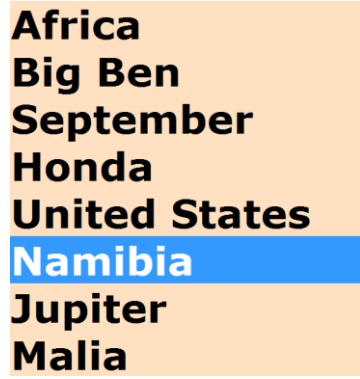 Africa
Big Ben
September
Honda
United States
Namibia
Jupiter
Malia